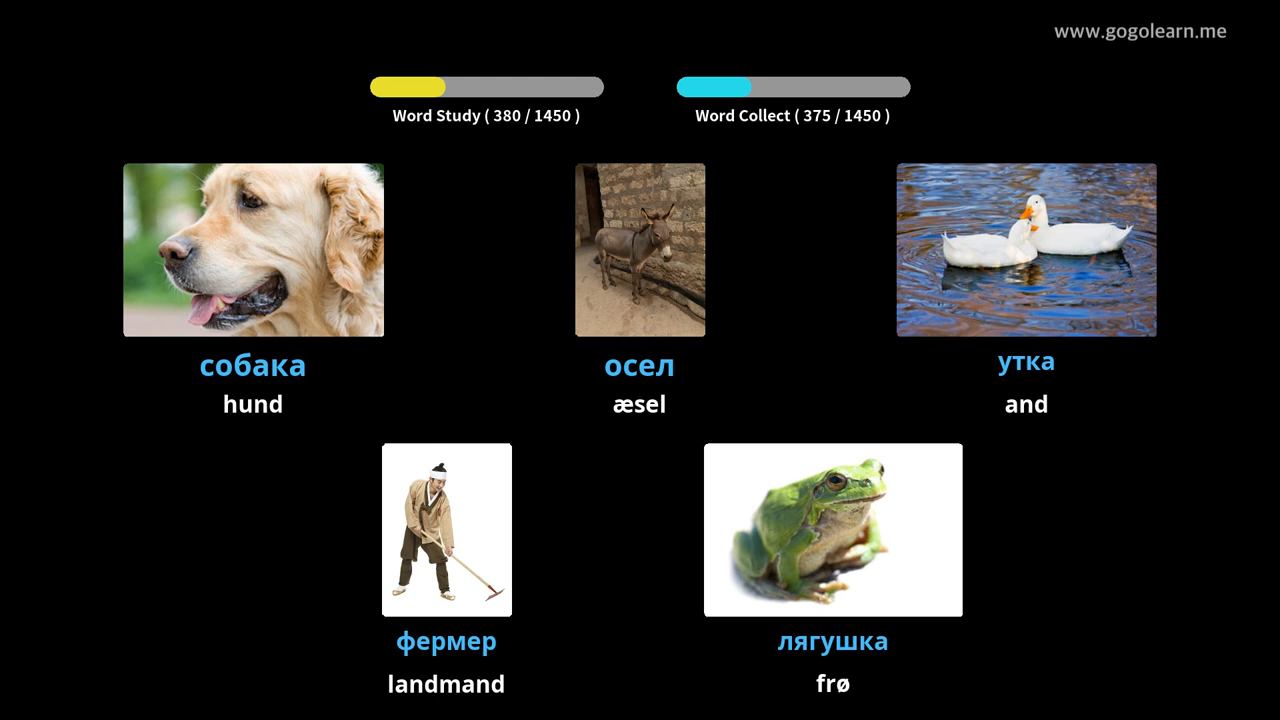 www.gogolearn.me
Word Study ( 380 / 1450 )
Word Collect ( 375 / 1450 )
собака
осел
утка
hund
æsel
and
фермер
лягушка
landmand
frø